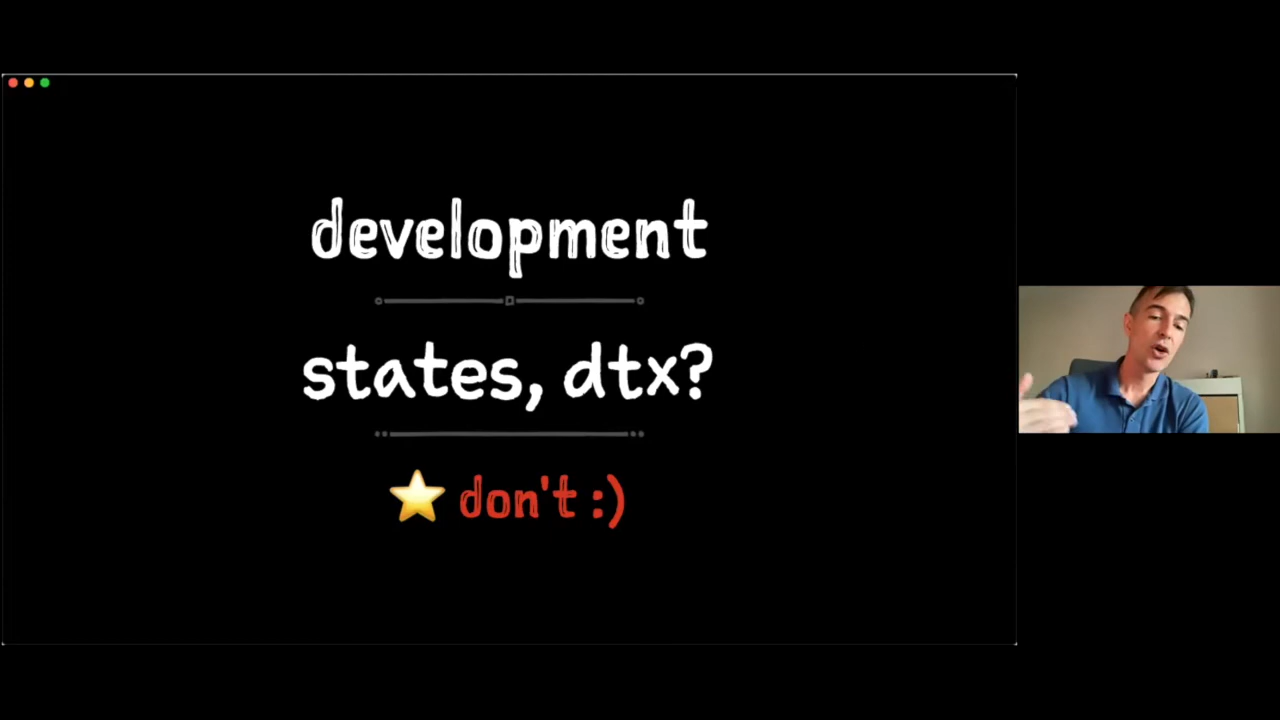 development
states, dtx?
don't :)